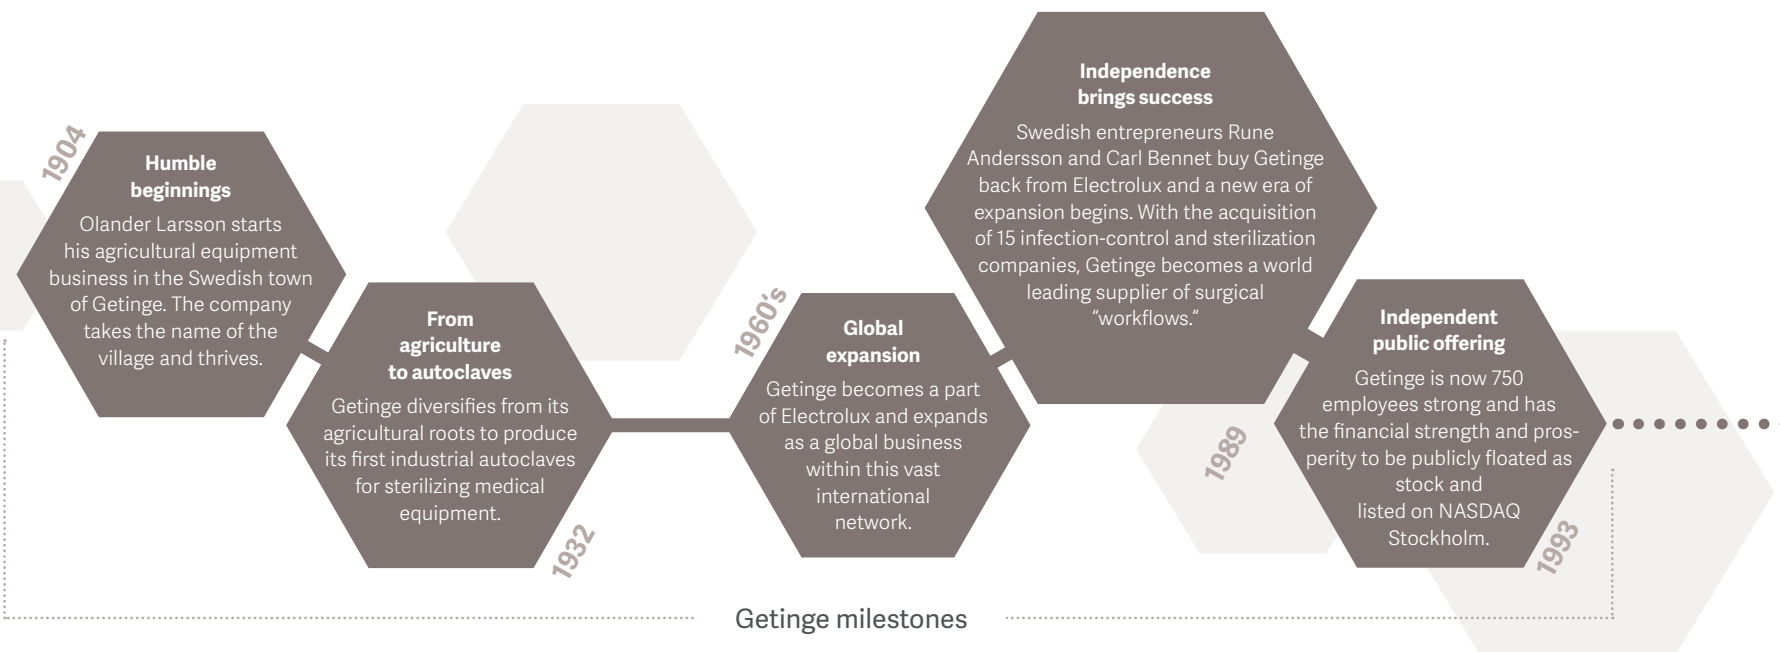 1904
Humble
beginnings
Olander Larsson starts
his agricultural equipment
business in the Swedish town
of Getinge. The company
takes the name of the
village and thrives.
From
agriculture
to autoclaves
Getinge diversifies from its
agricultural roots to produce
its first industrial autoclaves
for sterilizing medical
equipment.
1932
1960's
Global
expansion
Getinge becomes a part
of Electrolux and expands
as a global business
within this vast
international
network.
Independence
brings success
Swedish entrepreneurs Rune
Andersson and Carl Bennet buy Getinge
back from Electrolux and a new era of
expansion begins. With the acquisition
of 15 infection-control and sterilization
companies, Getinge becomes a world
leading supplier of surgical
“workflows.“
1989
Independent
public offering
Getinge is now 750
employees strong and has
the financial strength and pros-
perity to be publicly floated as
stock and
listed on NASDAQ
Stockholm.
1993
Getinge milestones